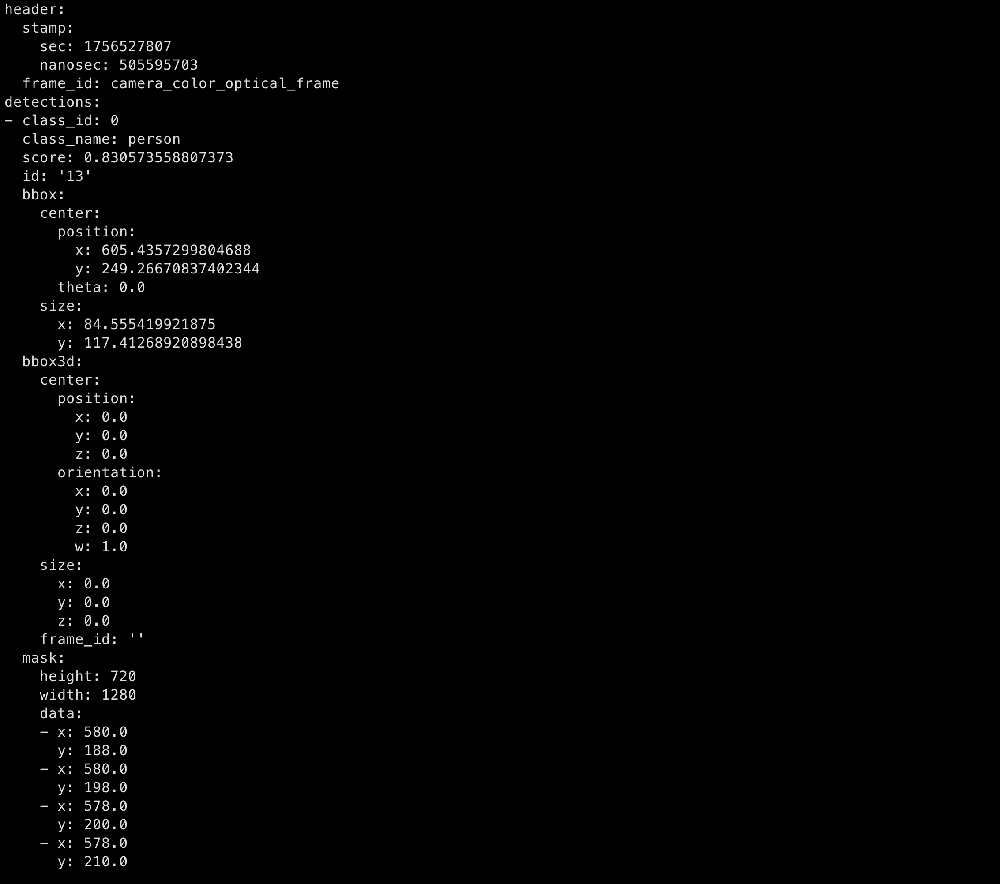 header:
  stamp:
    sec: 1756527807
    nanosec: 505595703
  frame_id: camera_color_optical_frame
detections:
- class_id: 0
  class_name: person
  score: 0.830573558807373
  id: '13'
  bbox:
    center:
      position:
        x: 605.4357299804688
        y: 249.26670837402344
      theta: 0.0
    size:
      x: 84.555419921875
      y: 117.41268920898438
  bbox3d:
    center:
      position:
        x: 0.0
        y: 0.0
        z: 0.0
      orientation:
        x: 0.0
        y: 0.0
        z: 0.0
        w: 1.0
    size:
      x: 0.0
      y: 0.0
      z: 0.0
    frame_id: ''
  mask:
    height: 720
    width: 1280
    data:
    - x: 580.0
      y: 188.0
    - x: 580.0
      y: 198.0
    - x: 578.0
      y: 200.0
    - x: 578.0
      y: 210.0